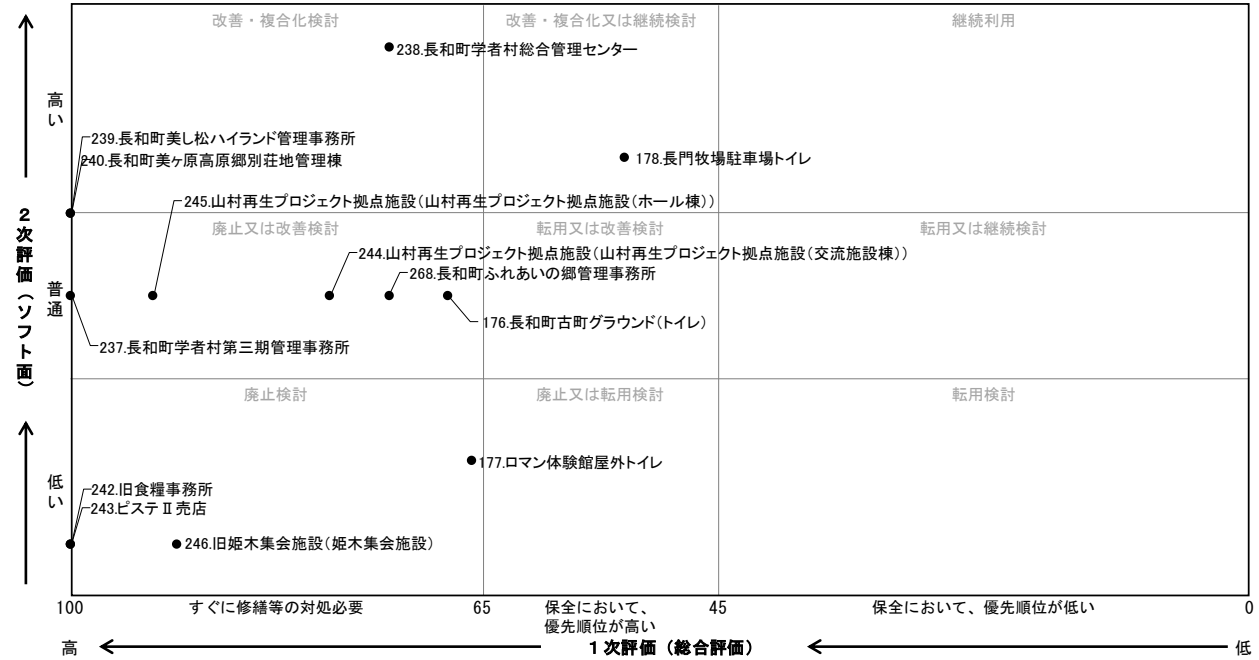 改善・複合化検討
改善・複合化又は継続検討
継続利用
238.長和町学者村総合管理センター
高い
239.長和町美し松ハイランド管理事務所
240.長和町美ヶ原高原郷別荘地管理棟
178.長門牧場駐車場トイレ
245.山村再生プロジェクト拠点施設(山村再生プロジェクト拠点施設(ホール棟))
２次評価（ソフト面）
廃止又は改善検討
転用又は改善検討
転用又は継続検討
244.山村再生プロジェクト拠点施設(山村再生プロジェクト拠点施設(交流施設棟))
268.長和町ふれあいの郷管理事務所
普通
176.長和町古町グラウンド(トイレ)
237.長和町学者村第三期管理事務所
廃止検討
廃止又は転用検討
転用検討
177.ロマン体験館屋外トイレ
低い
242.旧食糧事務所
243.ピステⅡ売店
246.旧姫木集会施設(姫木集会施設)
100
すぐに修繕等の対処必要
65
保全において、
優先順位が高い
45
保全において、優先順位が低い
0
高
１次評価（総合評価）
低